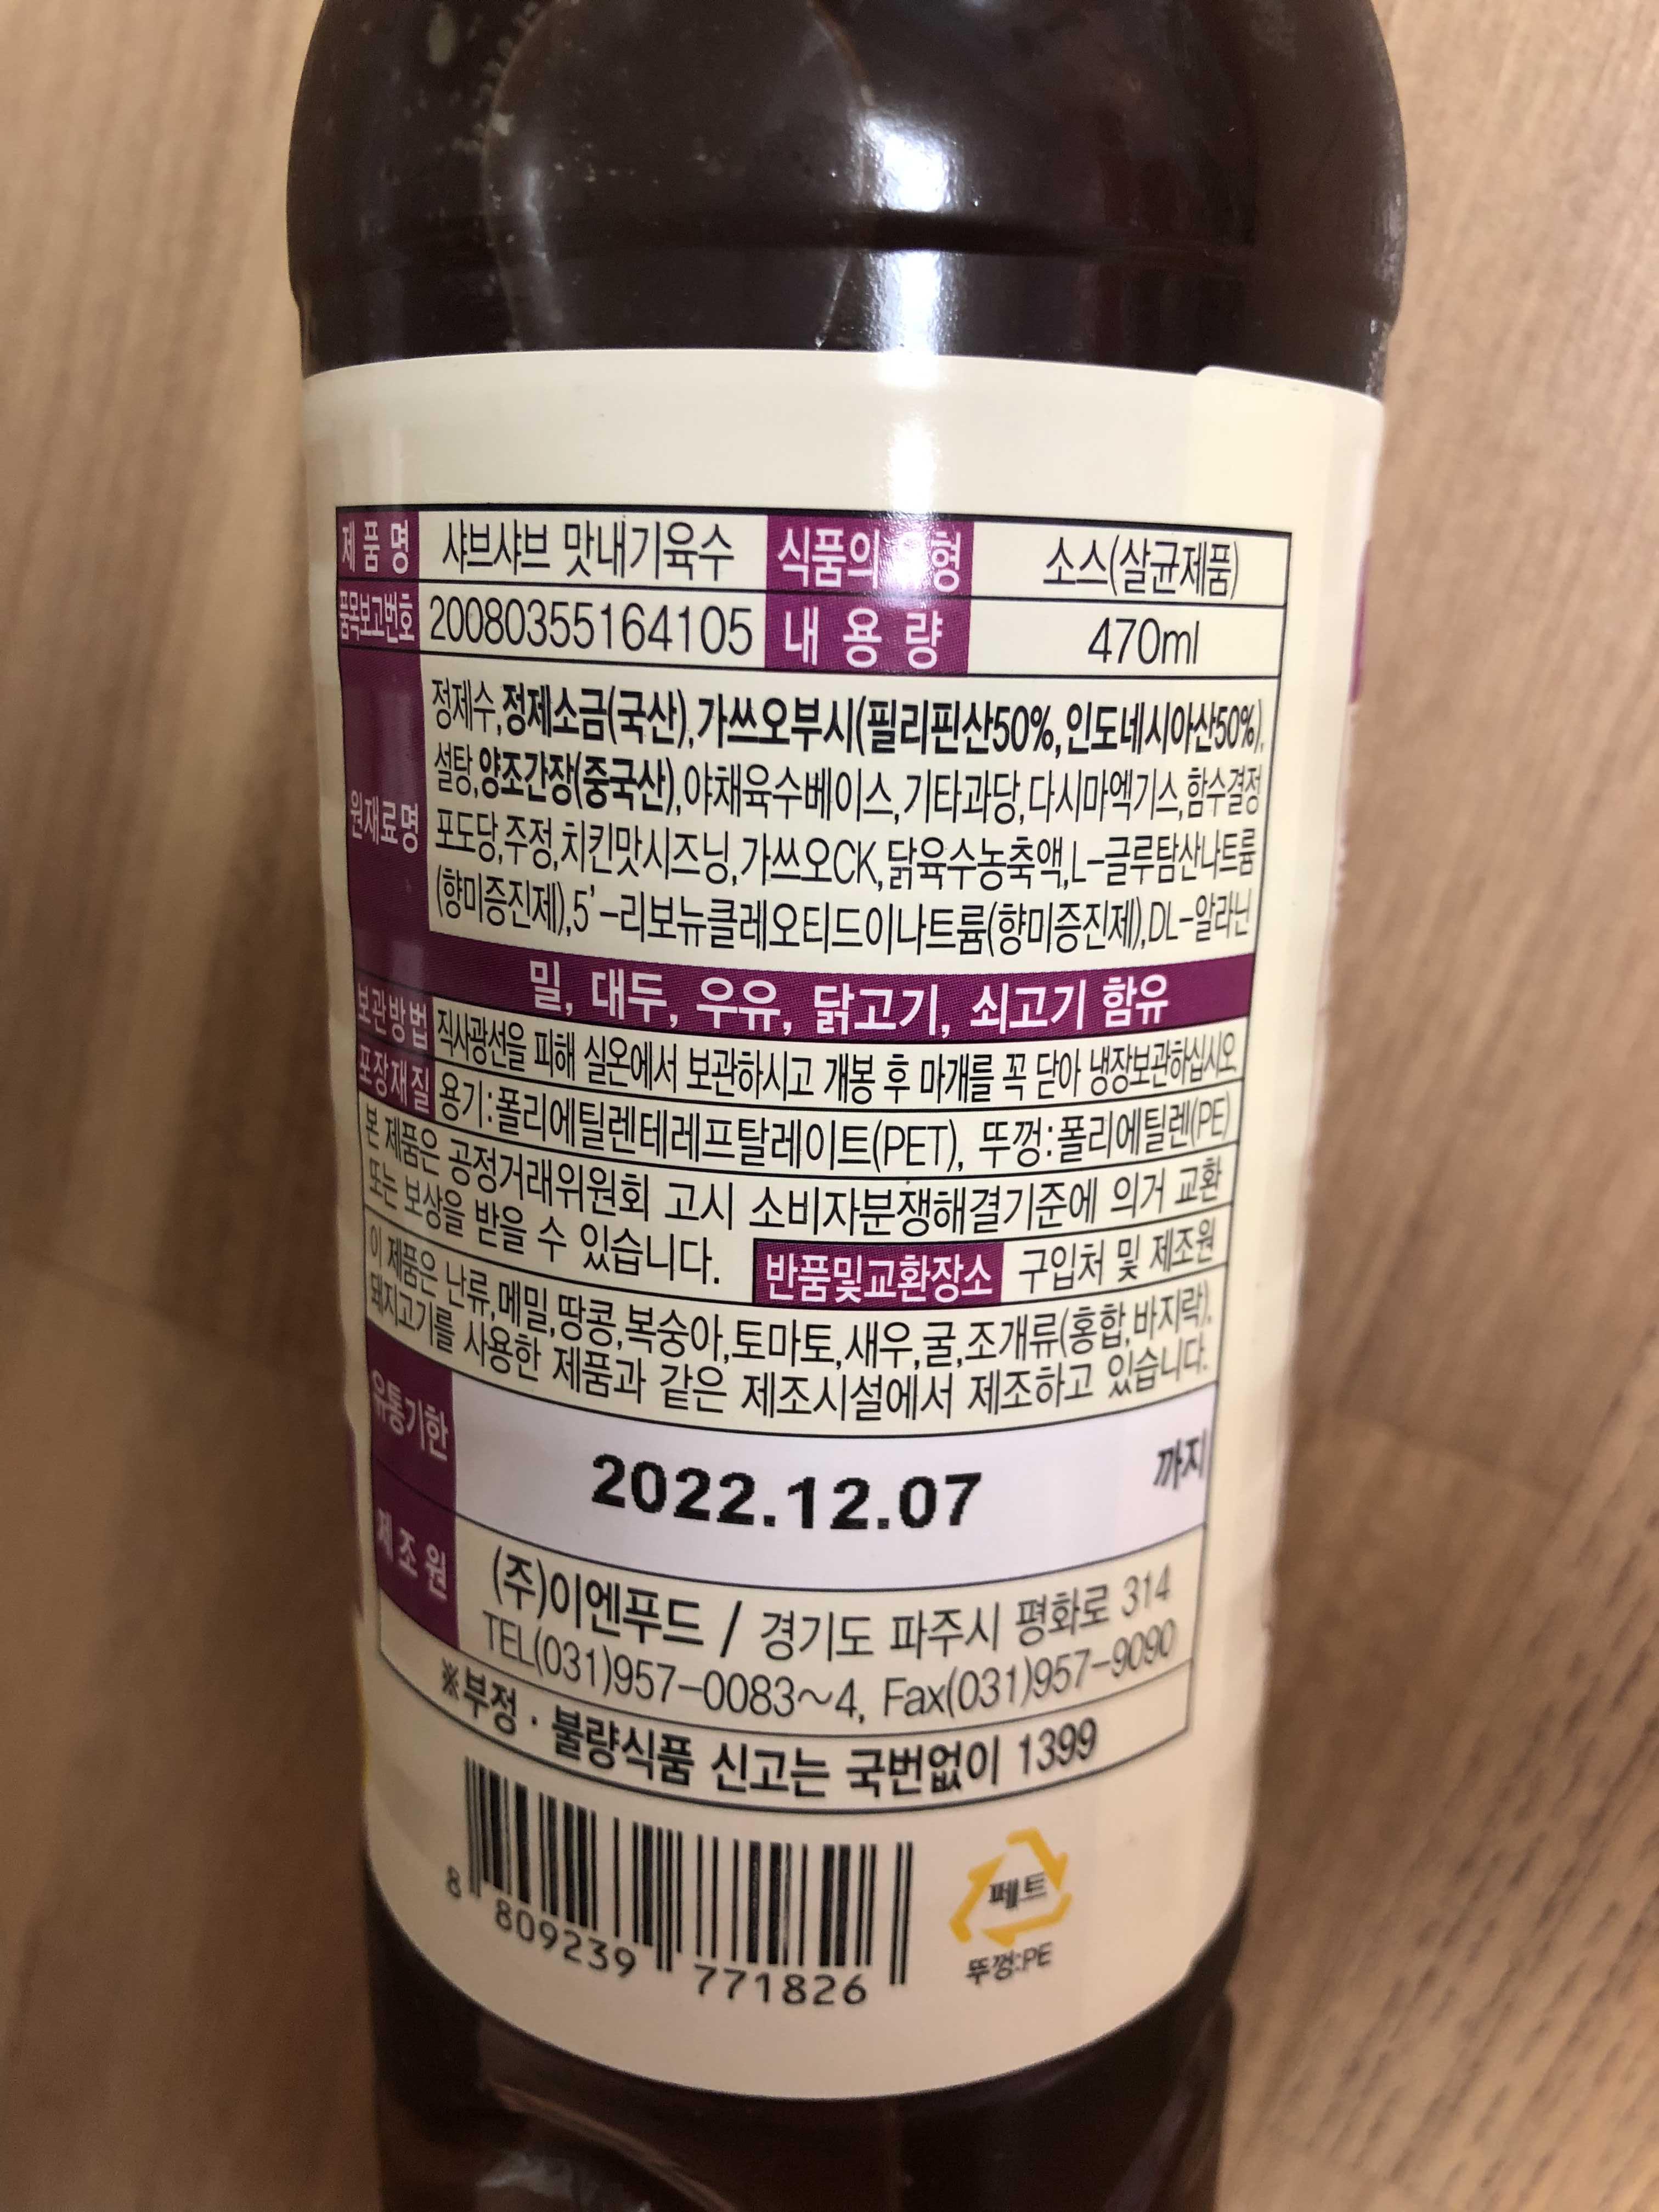 제품명 샤브샤브 맛내기육수 식품의 형 소스(살균제품)
품목보고번호 20080355164105 내용량 470ml
원재료명
정제수,정제소금(국산),가쓰오부시(필리핀산50%,인도네시아산50%),
설탕,양조간장(중국산),야채육수베이스,기타과당,다시마엑기스,함수결정
포도당,주정,치킨맛시즈닝,가쓰오CK,닭육수농축액,L-글루탐산나트륨
(향미증진제),5'-리보뉴클레오티드이나트륨(향미증진제),DL-알라닌
밀, 대두, 우유, 닭고기, 쇠고기 함유
보관방법 직사광선을 피해 실온에서 보관하시고 개봉 후 마개를 꼭 닫아 냉장보관하십시오
포장재질 용기:폴리에틸렌테레프탈레이트(PET), 뚜껑:폴리에틸렌(PE)
본 제품은 공정거래위원회 고시 소비자분쟁해결기준에 의거 교환
또는 보상을 받을 수 있습니다. 반품및교환장소 구입처 및 제조원
이 제품은 난류,메밀,땅콩,복숭아,토마토,새우,굴,조개류(홍합,바지락),
돼지고기를 사용한 제품과 같은 제조시설에서 제조하고 있습니다.
유통기한 2022.12.07 까지
제조원 (주)이엔푸드 / 경기도 파주시 평화로 314
TEL(031)957-0083~4, Fax(031)957-9090
※부정·불량식품 신고는 국번없이 1399
8 809239 771826
페트
뚜껑:PE